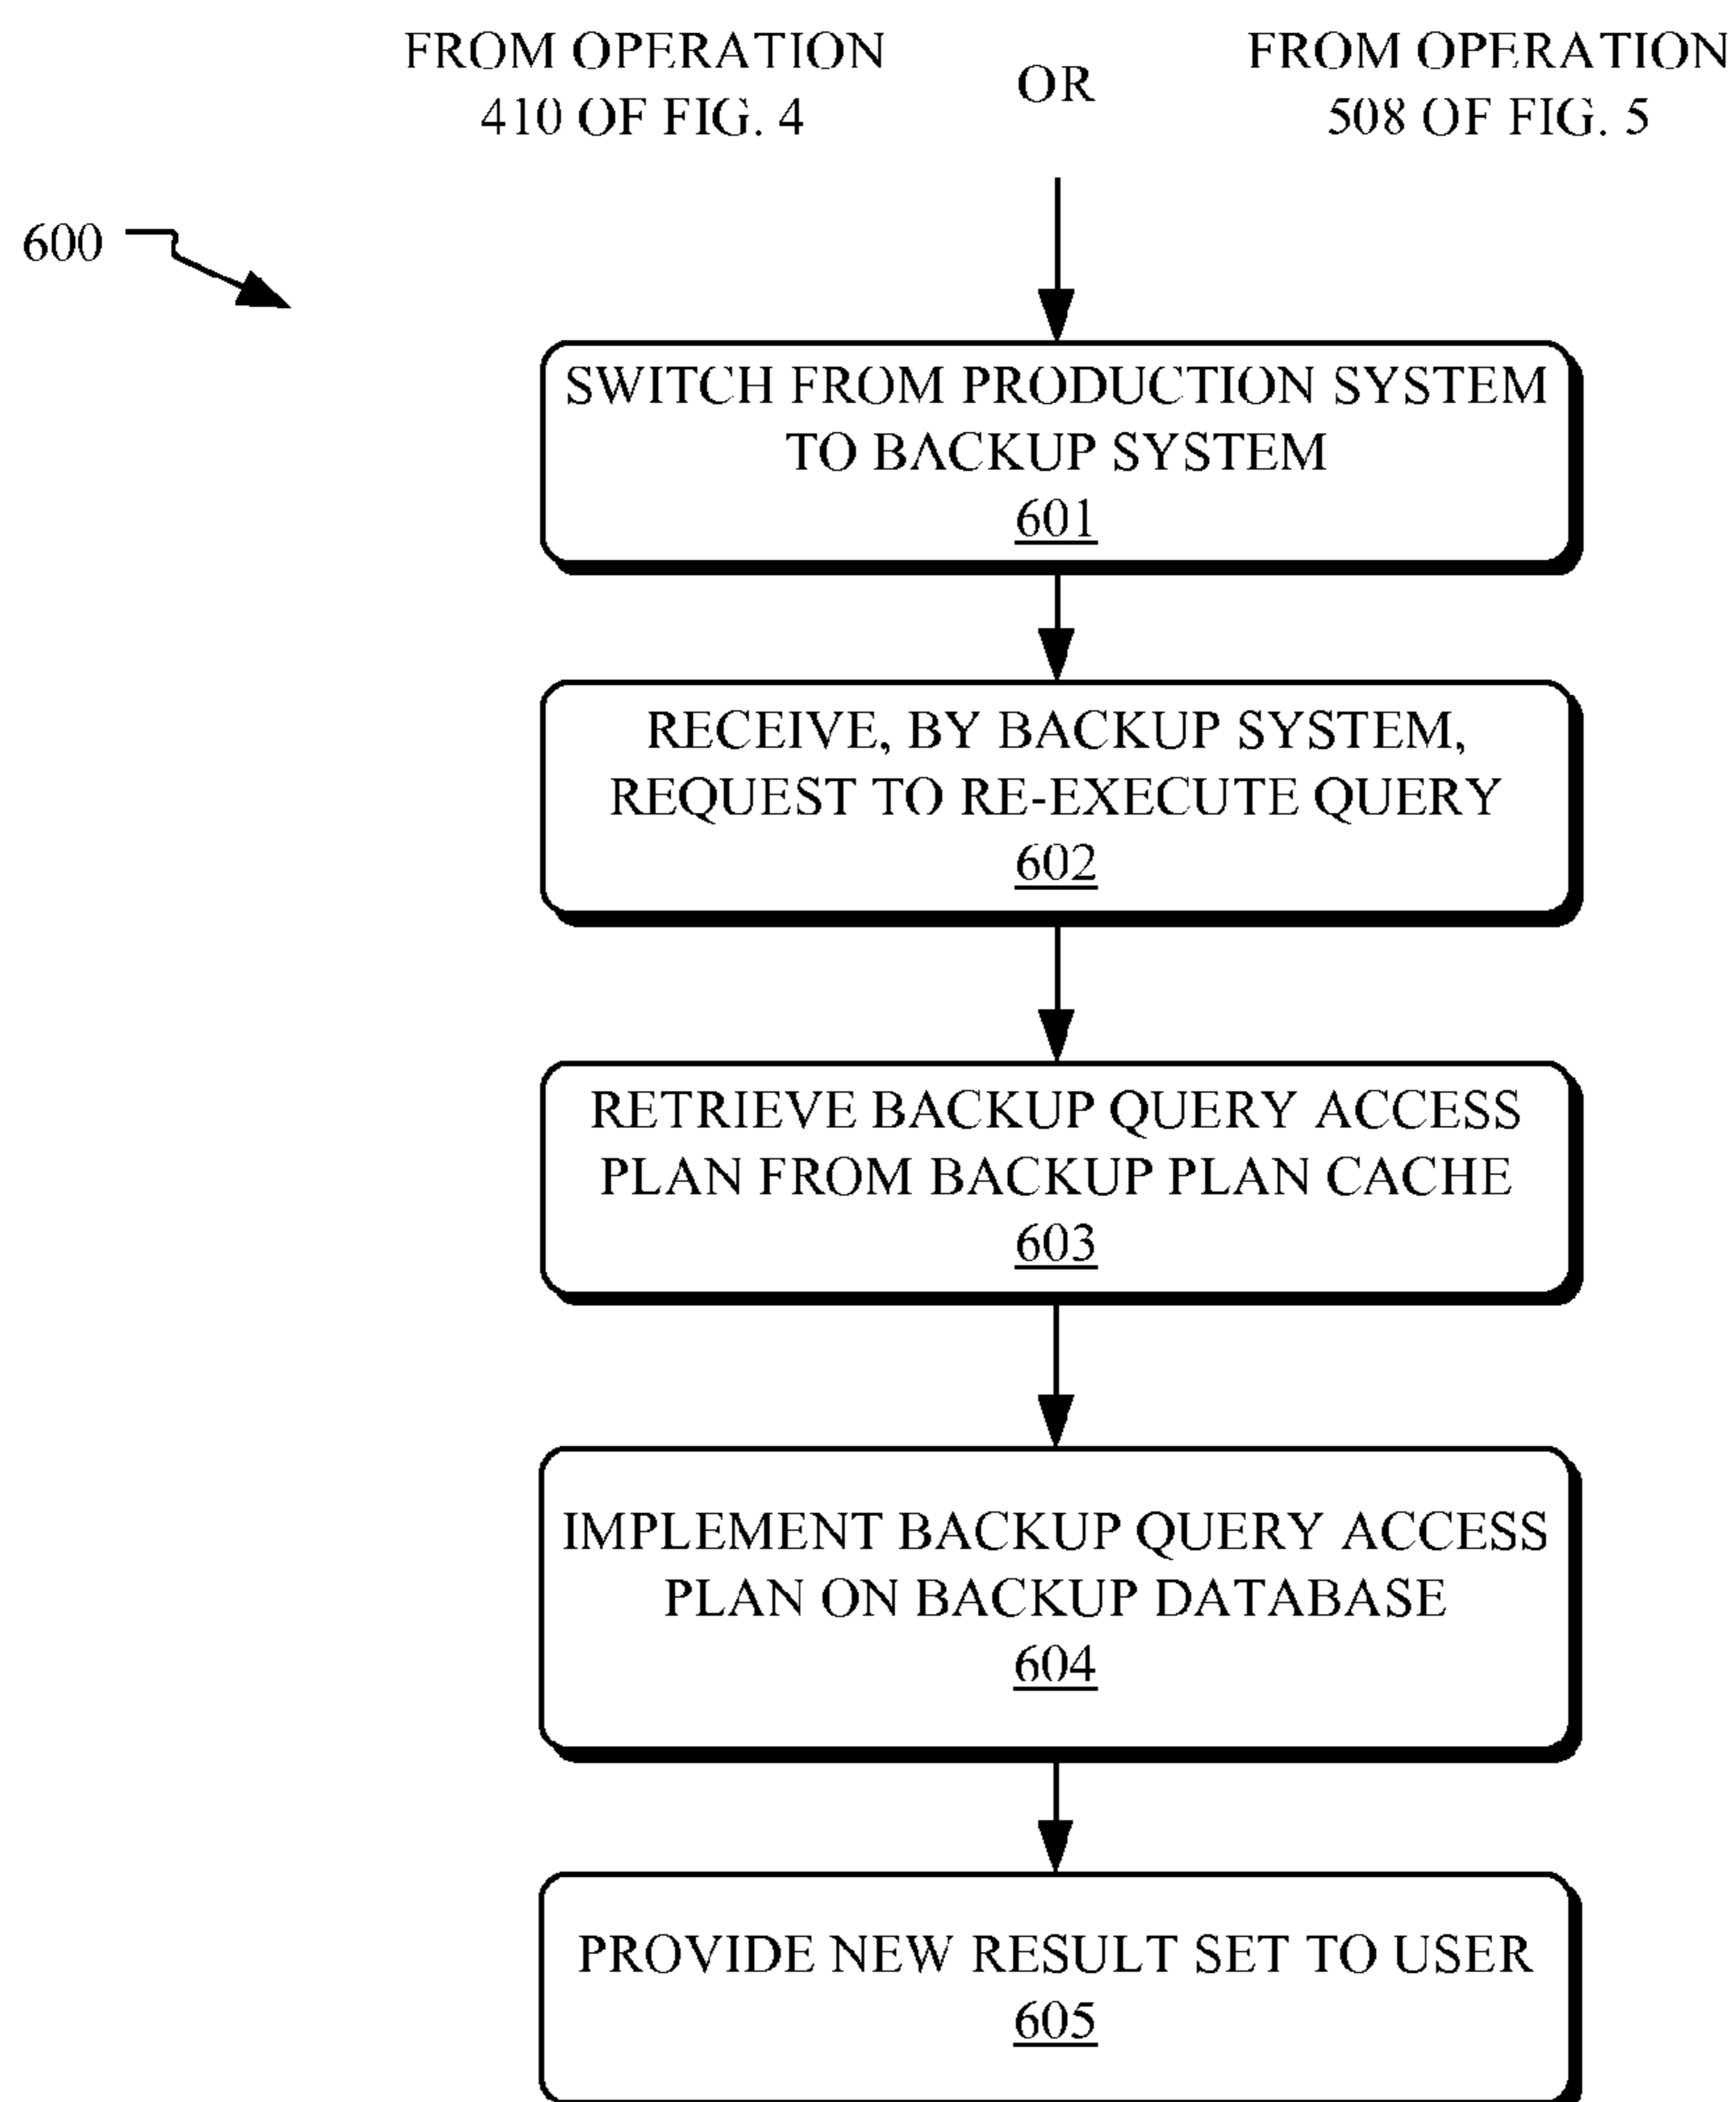 FROM OPERATION
410 OF FIG. 4
OR
FROM OPERATION
508 OF FIG. 5
600
SWITCH FROM PRODUCTION SYSTEM
TO BACKUP SYSTEM
601
RECEIVE, BY BACKUP SYSTEM,
REQUEST TO RE-EXECUTE QUERY
602
RETRIEVE BACKUP QUERY ACCESS
PLAN FROM BACKUP PLAN CACHE
603
IMPLEMENT BACKUP QUERY ACCESS
PLAN ON BACKUP DATABASE
604
PROVIDE NEW RESULT SET TO USER
605